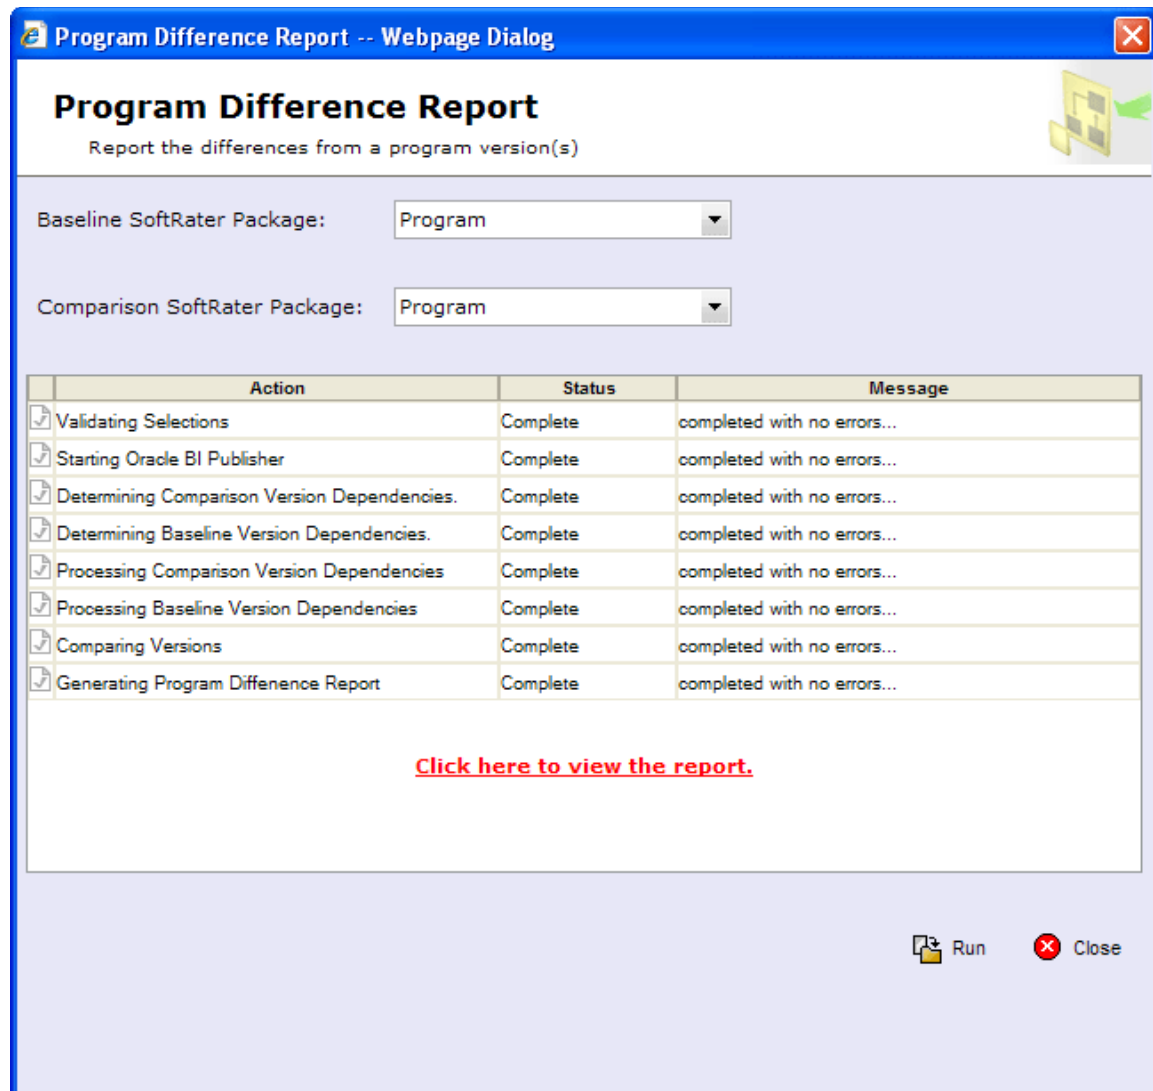 Program Difference Report -- Webpage Dialog
Program Difference Report
Report the differences from a program version(s)
Baseline SoftRater Package: Program
Comparison SoftRater Package: Program
Action Status Message
Validating Selections Complete completed with no errors...
Starting Oracle BI Publisher Complete completed with no errors...
Determining Comparison Version Dependencies. Complete completed with no errors...
Determining Baseline Version Dependencies. Complete completed with no errors...
Processing Comparison Version Dependencies Complete completed with no errors...
Processing Baseline Version Dependencies Complete completed with no errors...
Comparing Versions Complete completed with no errors...
Generating Program Diffenence Report Complete completed with no errors...
Click here to view the report.
Run Close